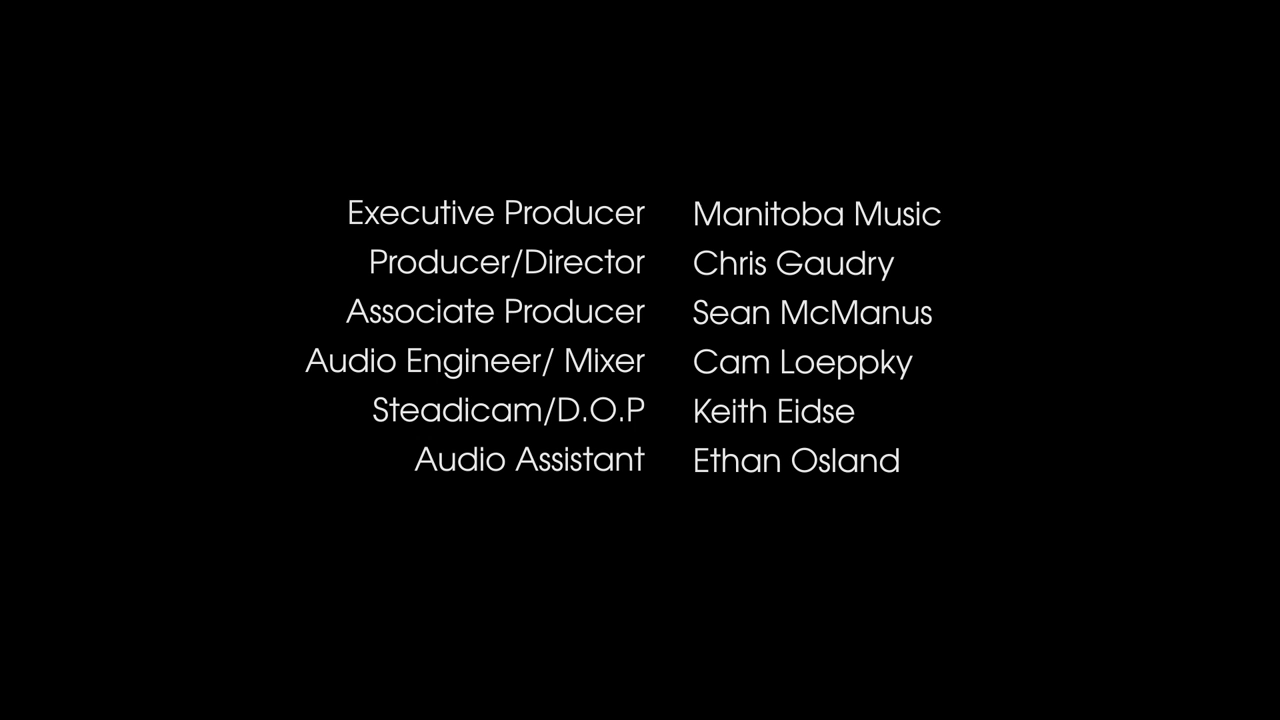 Executive Producer Manitoba Music
Producer/Director Chris Gaudry
Associate Producer Sean McManus
Audio Engineer/ Mixer Cam Loeppky
Steadicam/D.O.P Keith Eidse
Audio Assistant Ethan Osland